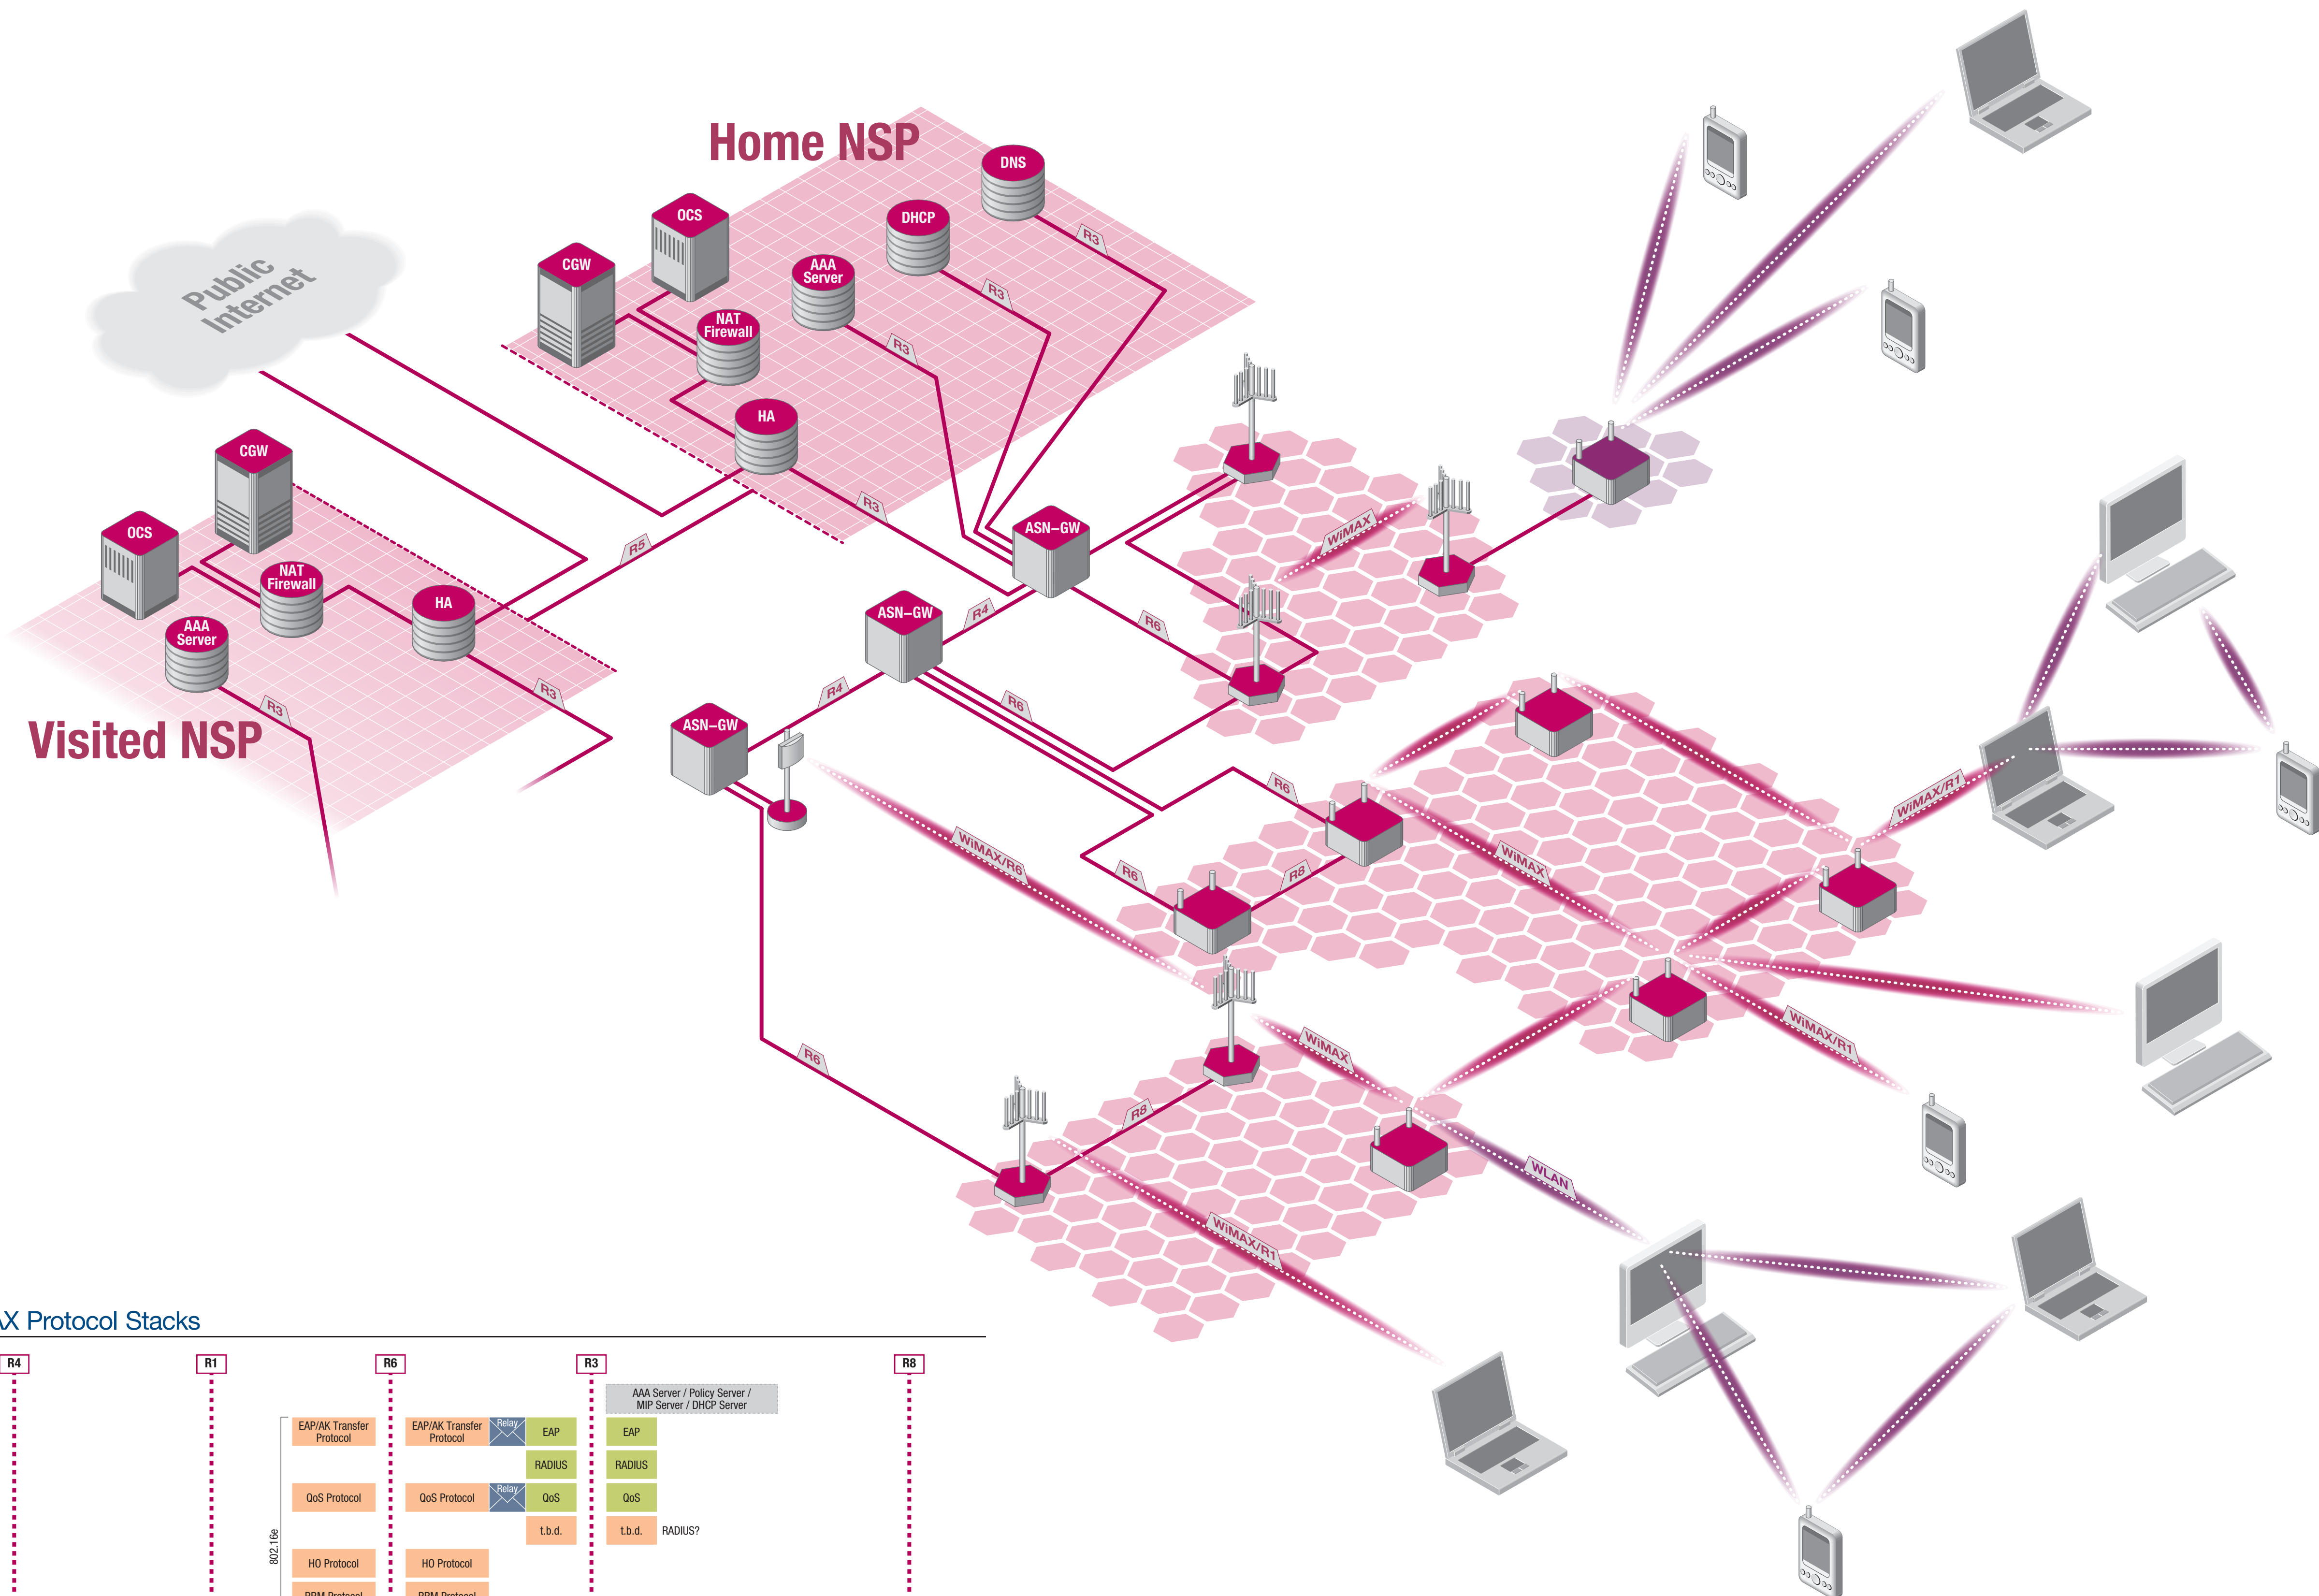 Home NSP
DNS
OCS
DHCP
R3
CGW
AAA
Server
R3
Public
Internet
NAT
Firewall
R3
HA
CGW
R3
WiMAX
OCS
ASN–GW
R5
NAT
Firewall
HA
ASN–GW
R4
R6
AAA
Server
R3
R4
R6
R3
Visited NSP
ASN–GW
R6
WiMAX/R1
WiMAX/R6
WiMAX
R6
R8
WiMAX/R1
WiMAX
R6
R8
WLAN
WiMAX/R1
AX Protocol Stacks
R4
R1
R6
R3
R8
AAA Server / Policy Server /
MIP Server / DHCP Server
EAP/AK Transfer
Protocol
EAP/AK Transfer
Protocol
Relay
EAP
EAP
RADIUS
RADIUS
QoS Protocol
QoS Protocol
Relay
QoS
QoS
t.b.d.
t.b.d.
RADIUS?
802.16e
HO Protocol
HO Protocol
RRM Protocol
RRM Protocol